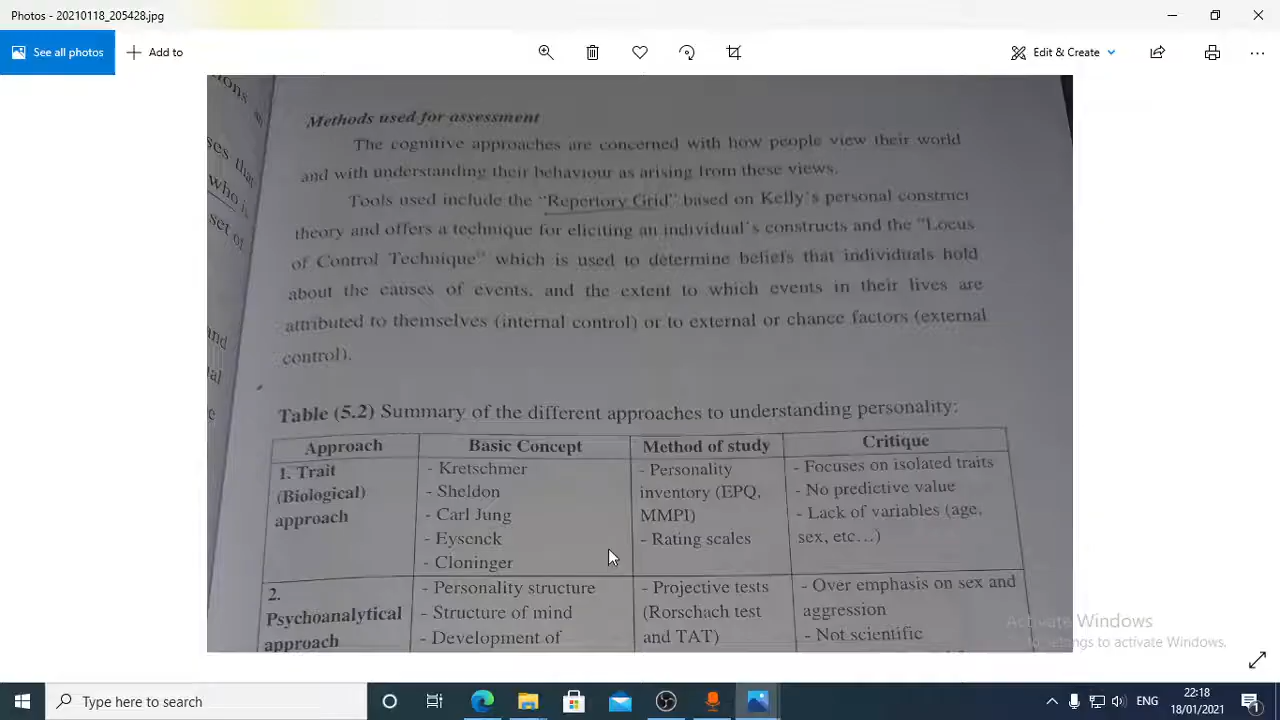 Photos - 20210118_205428.jpg
See all photos
Add to
Edit & Create
Methods used for assessment
The cognitive approaches are concerned with how people view their world
and with understanding their behaviour as arising from these views.
Tools used include the "Repertory Grid" based on Kelly's personal construct
theory and offers a technique for eliciting an individual's constructs and the "Locus
of Control Technique" which is used to determine beliefs that individuals hold
about the causes of events, and the extent to which events in their lives are
attributed to themselves (internal control) or to external or chance factors (external
control).
who is
set of
Table (5.2) Summary of the different approaches to understanding personality:
Approach
Basic Concept
Method of study
Critique
1. Trait
(Biological)
approach
- Kretschmer
- Sheldon
- Carl Jung
- Eysenck
- Cloninger
- Personality
inventory (EPQ,
MMPI)
- Rating scales
- Focuses on isolated traits
- No predictive value
- Lack of variables (age,
sex, etc...)
2.
Psychoanalytical
approach
- Personality structure
- Structure of mind
- Development of
- Projective tests
(Rorschach test
and TAT)
- Over emphasis on sex and
aggression
- Not scientific
Activate Windows
to activate Windows.
Type here to search
ENG
22:18
18/01/2021
1